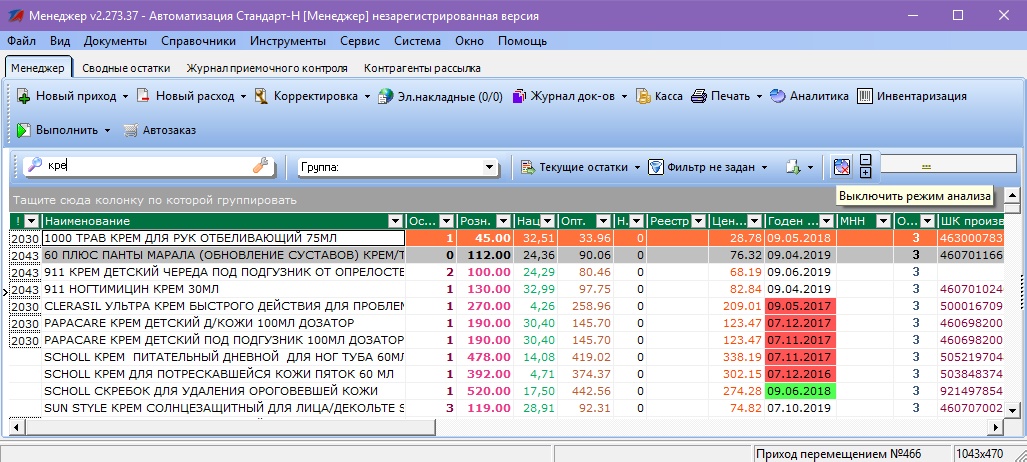 Менеджер v2.273.37 - Автоматизация Стандарт-Н [Менеджер] незарегистрированная версия
Файл Вид Документы Справочники Инструменты Сервис Система Окно Помощь
Менеджер Сводные остатки Журнал приемочного контроля Контрагенты рассылка
Новый приход Новый расход Корректировка Эл.накладные (0/0) Журнал док-ов Касса Печать Аналитика Инвентаризация
Выполнить Автозаказ
кре Группа: Текущие остатки Фильтр не задан ...
Выключить режим анализа
Тащите сюда колонку по которой группировать
! Наименование Ос... Розн. Нац Опт. Н. Реестр Цен... Годен ... МНН О... ШК произв
2030 1000 ТРАВ КРЕМ ДЛЯ РУК ОТБЕЛИВАЮЩИЙ 75МЛ 1 45.00 32,51 33.96 0 28.78 09.05.2018 3 463000783
2043 60 ПЛЮС ПАНТЫ МАРАЛА (ОБНОВЛЕНИЕ СУСТАВОВ) КРЕМ/Т 0 112.00 24,36 90.06 0 76.32 09.04.2019 3 460701166
2043 911 КРЕМ ДЕТСКИЙ ЧЕРЕДА ПОД ПОДГУЗНИК ОТ ОПРЕЛОСТЕ 2 100.00 24,29 80.46 0 68.19 09.06.2019 3
2043 911 НОГТИМИЦИН КРЕМ 30МЛ 1 130.00 32,99 97.75 0 82.84 09.04.2019 3 460701024
2030 CLERASIL УЛЬТРА КРЕМ БЫСТРОГО ДЕЙСТВИЯ ДЛЯ ПРОБЛЕМ 1 270.00 4,26 258.96 0 209.01 09.05.2017 3 500016709
2030 PAPACARE КРЕМ ДЕТСКИЙ Д/КОЖИ 100МЛ ДОЗАТОР 1 190.00 30,40 145.70 0 123.47 07.12.2017 3 460698200
2030 PAPACARE КРЕМ ДЕТСКИЙ ПОД ПОДГУЗНИК 100МЛ ДОЗАТОР 1 190.00 30,40 145.70 0 123.47 07.11.2017 3 460698200
SCHOLL КРЕМ ПИТАТЕЛЬНЫЙ ДНЕВНОЙ ДЛЯ НОГ ТУБА 60МЛ 1 478.00 14,08 419.02 0 338.19 07.11.2017 3 505219704
SCHOLL КРЕМ ДЛЯ ПОТРЕСКАВШЕЙСЯ КОЖИ ПЯТОК 60 МЛ 1 392.00 4,71 374.37 0 302.15 07.12.2016 3 503848374
SCHOLL СКРЕБОК ДЛЯ УДАЛЕНИЯ ОРОГОВЕВШЕЙ КОЖИ 1 520.00 17,50 442.56 0 274.28 09.06.2018 3 921497854
SUN STYLE КРЕМ СОЛНЦЕЗАЩИТНЫЙ ДЛЯ ЛИЦА/ДЕКОЛЬТЕ S 3 119.00 28,91 92.31 0 74.82 07.10.2019 3 460707002
Приход перемещением №466 1043x470